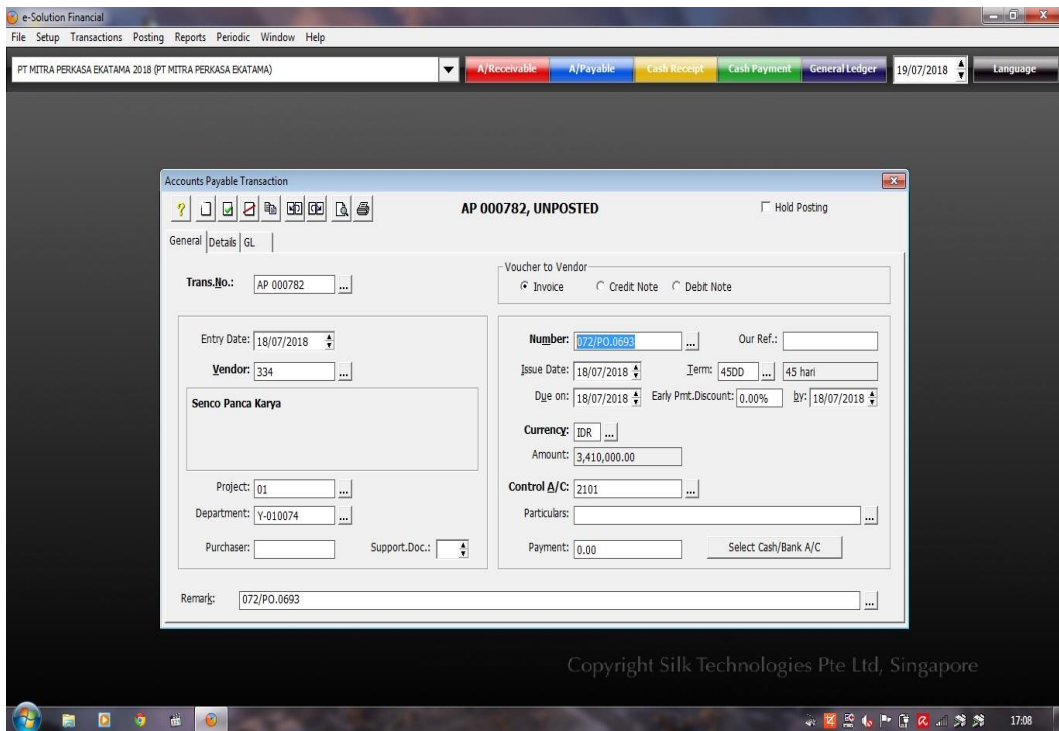 e-Solution Financial
File Setup Transactions Posting Reports Periodic Window Help
PT MITRA PERKASA EKATAMA 2018 (PT MITRA PERKASA EKATAMA) A/Receivable A/Payable Cash Receipt Cash Payment General Ledger 19/07/2018 Language
Accounts Payable Transaction
AP 000782, UNPOSTED Hold Posting
General Details GL
Voucher to Vendor
Trans.No.: AP 000782 ... Invoice Credit Note Debit Note
Entry Date: 18/07/2018 Number: 072/PO.0693 ... Our Ref.:
Vendor: 334 ... Issue Date: 18/07/2018 Term: 45DD ... 45 hari
Senco Panca Karya Due on: 18/07/2018 Early Pmt.Discount: 0.00% by: 18/07/2018
Currency: IDR ...
Amount: 3,410,000.00
Project: 01 ... Control A/C: 2101 ...
Department: Y-010074 ... Particulars: ...
Purchaser: Support.Doc.: Payment: 0.00 Select Cash/Bank A/C
Remark: 072/PO.0693 ...
Copyright Silk Technologies Pte Ltd, Singapore
17:08